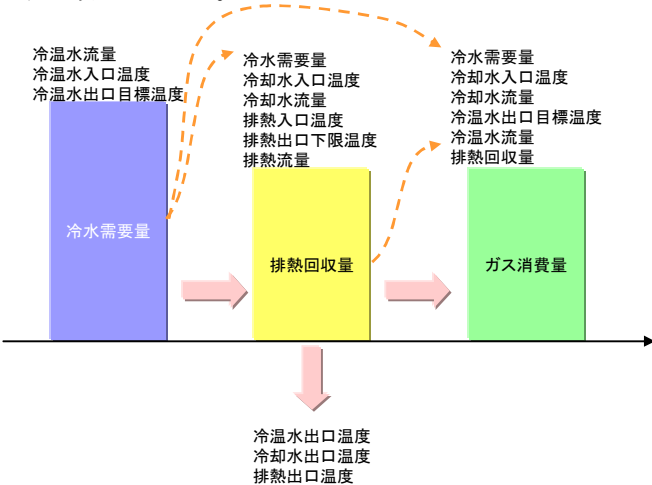 冷温水流量
冷温水入口温度
冷温水出口目標温度
冷水需要量
冷却水入口温度
冷却水流量
排熱入口温度
排熱出口下限温度
排熱流量
冷水需要量
冷却水入口温度
冷却水流量
冷温水出口目標温度
冷温水流量
排熱回収量
冷水需要量
排熱回収量
ガス消費量
冷温水出口温度
冷却水出口温度
排熱出口温度